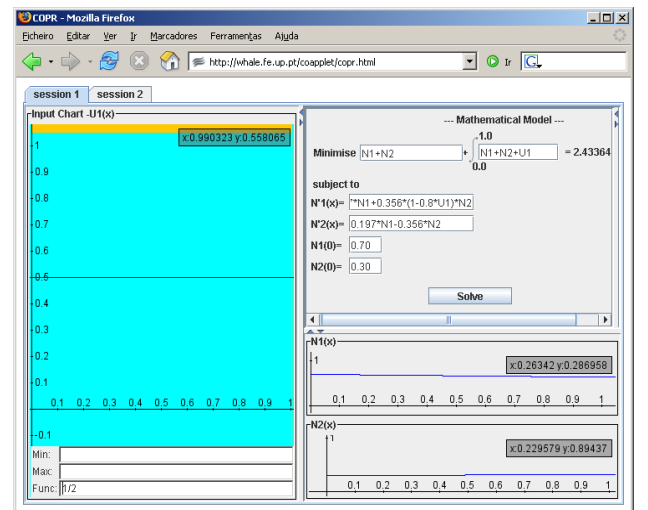 COPR - Mozilla Firefox
Ficheiro Editar Ver Ir Marcadores Ferramentas Ajuda
http://whale.fe.up.pt/coapplet/copr.html Ir G
session 1 session 2
Input Chart -U1(x)
x:0.990323 y:0.558065
1
0.9
0.8
0.7
0.6
0.5
0.4
0.3
0.2
0.1
0.1 0.2 0.3 0.4 0.5 0.6 0.7 0.8 0.9 1
-0.1
Min:
Max:
Func: 1/2
--- Mathematical Model ---
1.0
Minimise N1+N2 + ∫ N1+N2+U1 = 2.43364
0.0
subject to
N'1(x)= *N1+0.356*(1-0.8*U1)*N2
N'2(x)= 0.197*N1-0.356*N2
N1(0)= 0.70
N2(0)= 0.30
Solve
N1(x)
1
x:0.26342 y:0.286958
0.1 0.2 0.3 0.4 0.5 0.6 0.7 0.8 0.9 1
N2(x)
1
x:0.229579 y:0.89437
0.1 0.2 0.3 0.4 0.5 0.6 0.7 0.8 0.9 1